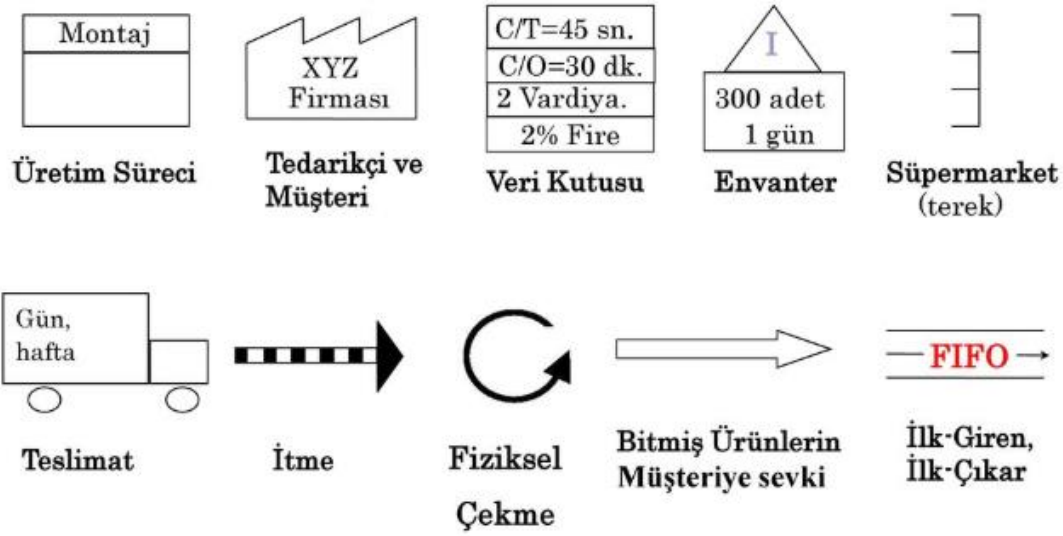 Montaj
Üretim Süreci
XYZ
Firması
Tedarikçi ve
Müşteri
C/T=45 sn.
C/O=30 dk.
2 Vardiya.
2% Fire
Veri Kutusu
I
300 adet
1 gün
Envanter
Süpermarket
(terek)
Gün,
hafta
Teslimat
İtme
Fiziksel
Çekme
Bitmiş Ürünlerin
Müşteriye sevki
FIFO
İlk-Giren,
İlk-Çıkar